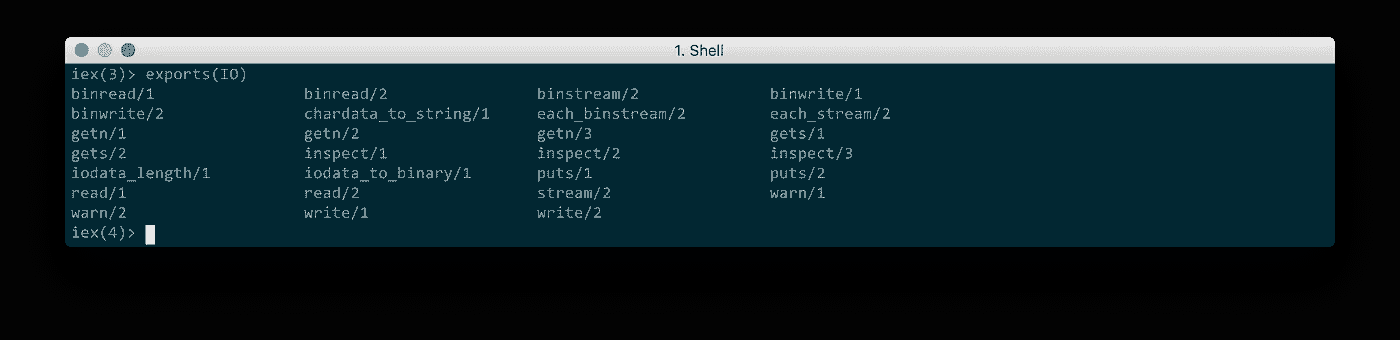 1. Shell
iex(3)> exports(IO)
binread/1 binread/2 binstream/2 binwrite/1
binwrite/2 chardata_to_string/1 each_binstream/2 each_stream/2
getn/1 getn/2 getn/3 gets/1
gets/2 inspect/1 inspect/2 inspect/3
iodata_length/1 iodata_to_binary/1 puts/1 puts/2
read/1 read/2 stream/2 warn/1
warn/2 write/1 write/2
iex(4)>